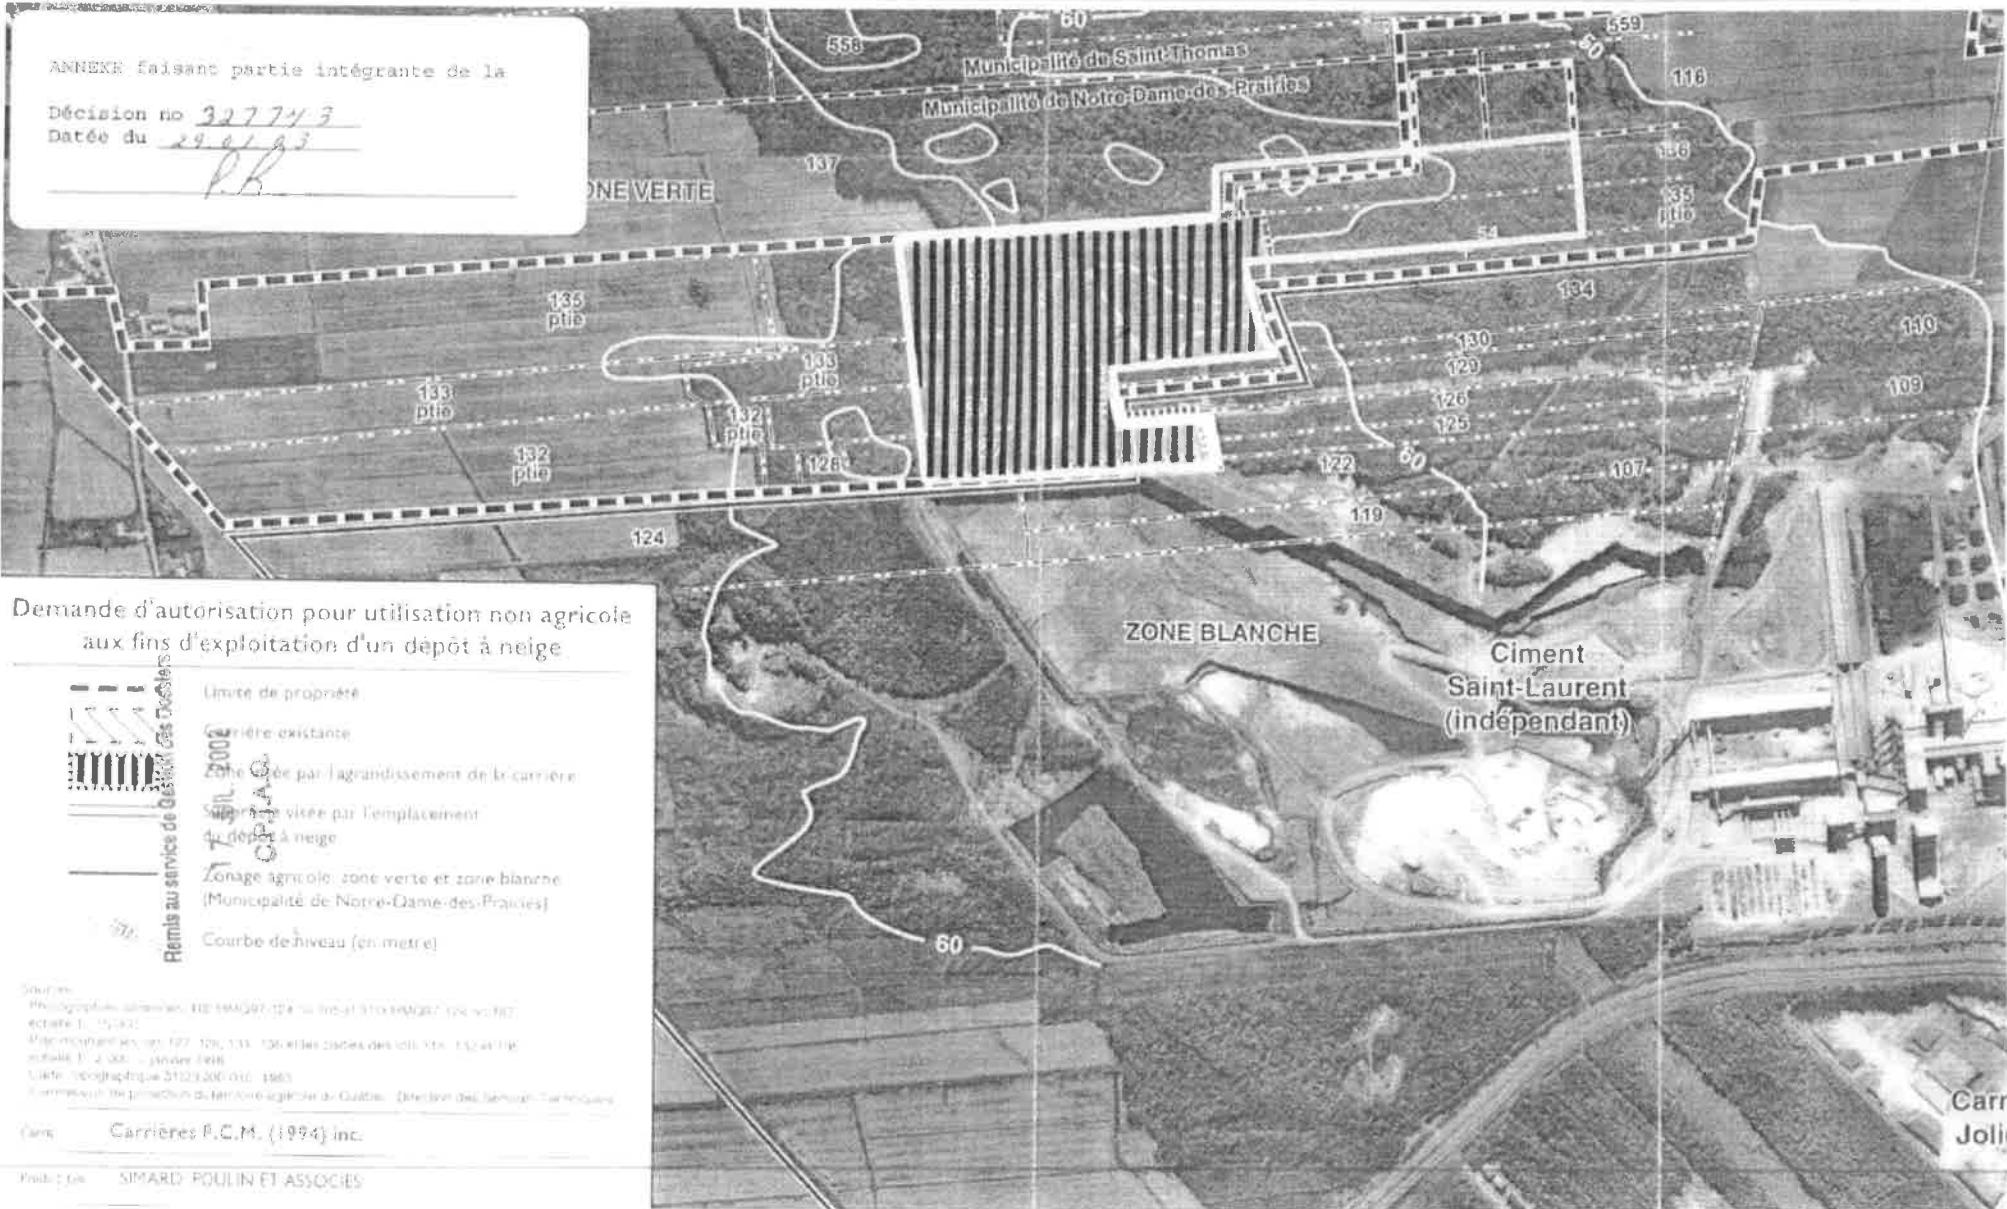 ANNEXE faisant partie intégrante de la
Décision no 327743
Datée du 29.01.03
P.R.
ONE VERTE
558
60
Municipalité de Saint-Thomas
Municipalité de Notre-Dame-des-Prairies
559
50
116
137
136
135
ptie
54
134
135
ptie
133
ptie
133
ptie
132
ptie
132
ptie
128
130
129
126
125
110
109
122
60
107
119
124
ZONE BLANCHE
Ciment
Saint-Laurent
(indépendant)
60
Carr
Joli
Demande d'autorisation pour utilisation non agricole
aux fins d'exploitation d'un dépôt à neige
Limite de propriété
Carrière existante
Zone visée par l'agrandissement de la carrière
Superficie visée par l'emplacement
du dépôt à neige
Zonage agricole: zone verte et zone blanche
(Municipalité de Notre-Dame-des-Prairies)
Courbe de niveau (en mètre)
Remis au service de Gestion des Dossiers
C.P.T.A.Q.
Sources
Carrières P.C.M. (1994) inc.
SIMARD POULIN ET ASSOCIÉS